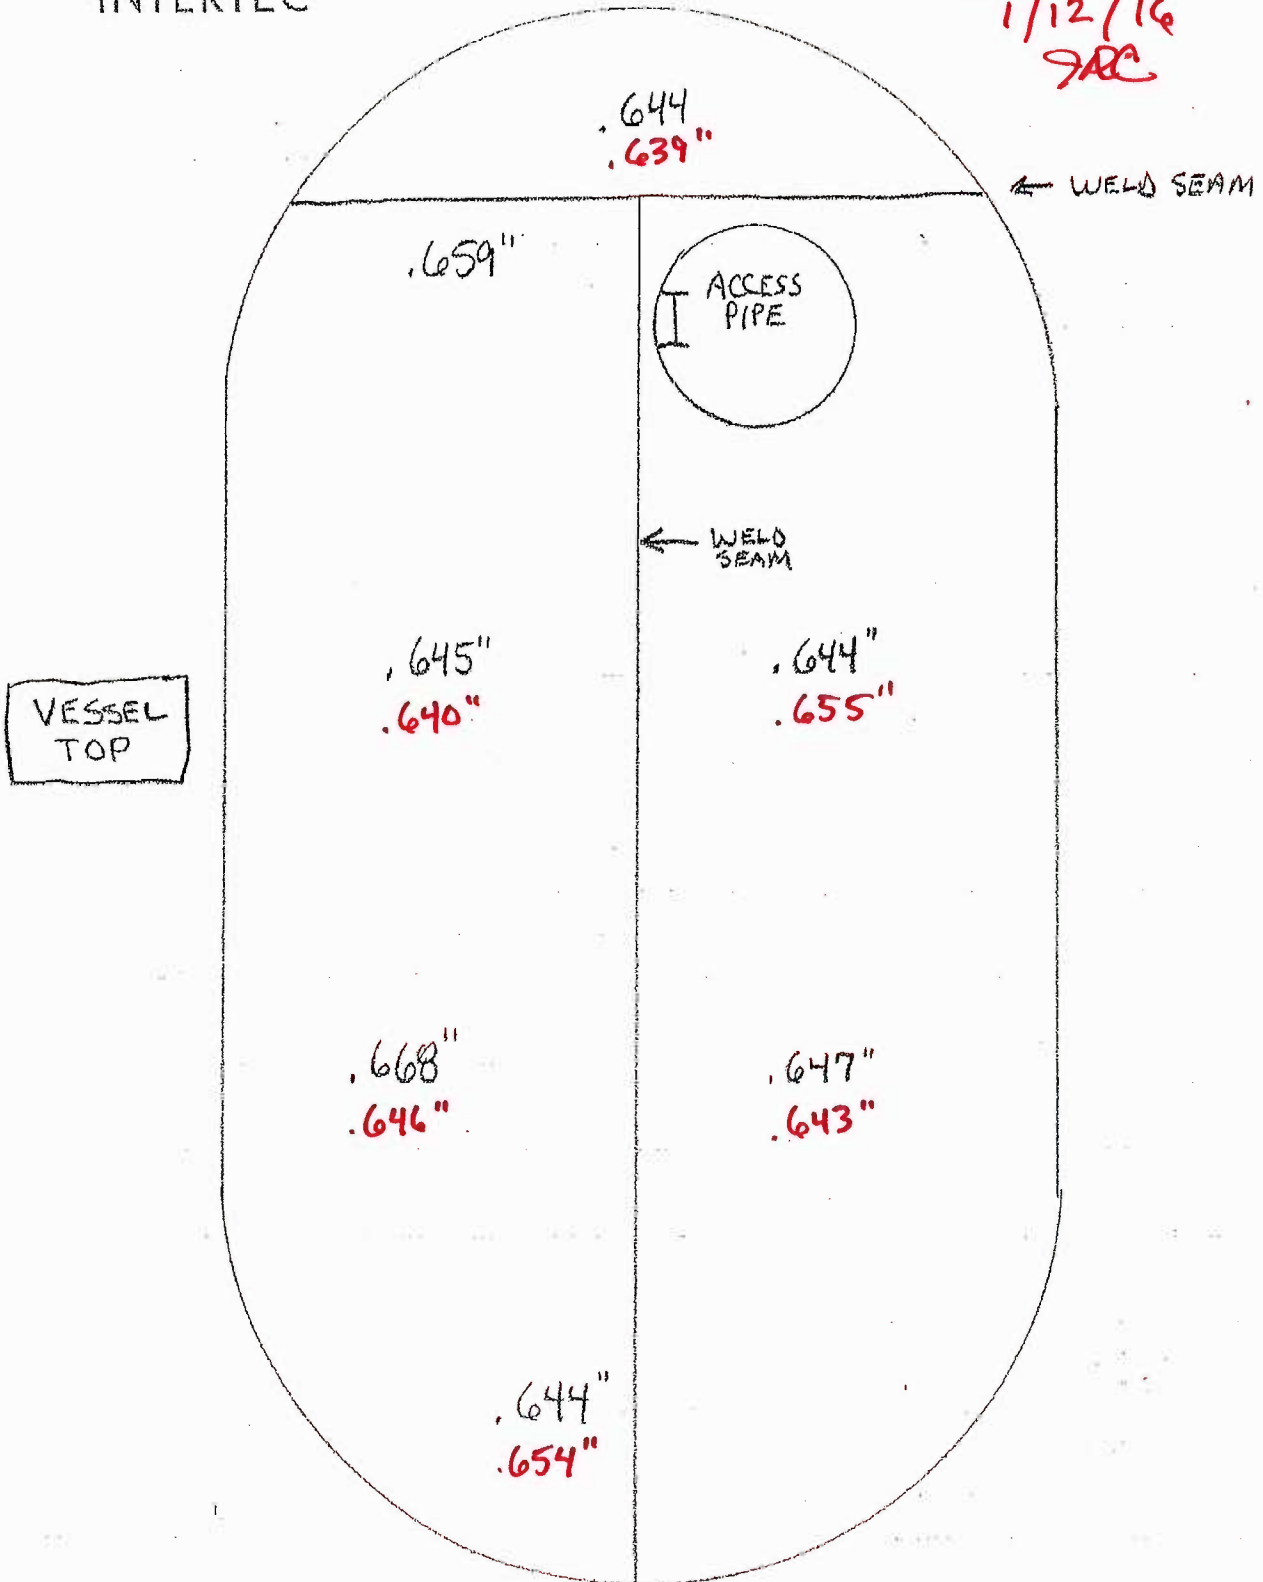 INTERTEC
1/12/16
.644
.639"
← WELD SEAM
.659"
ACCESS
PIPE
← WELD
SEAM
.645"
.640"
.644"
.655"
VESSEL
TOP
.668"
.646"
.647"
.643"
.644"
.654"